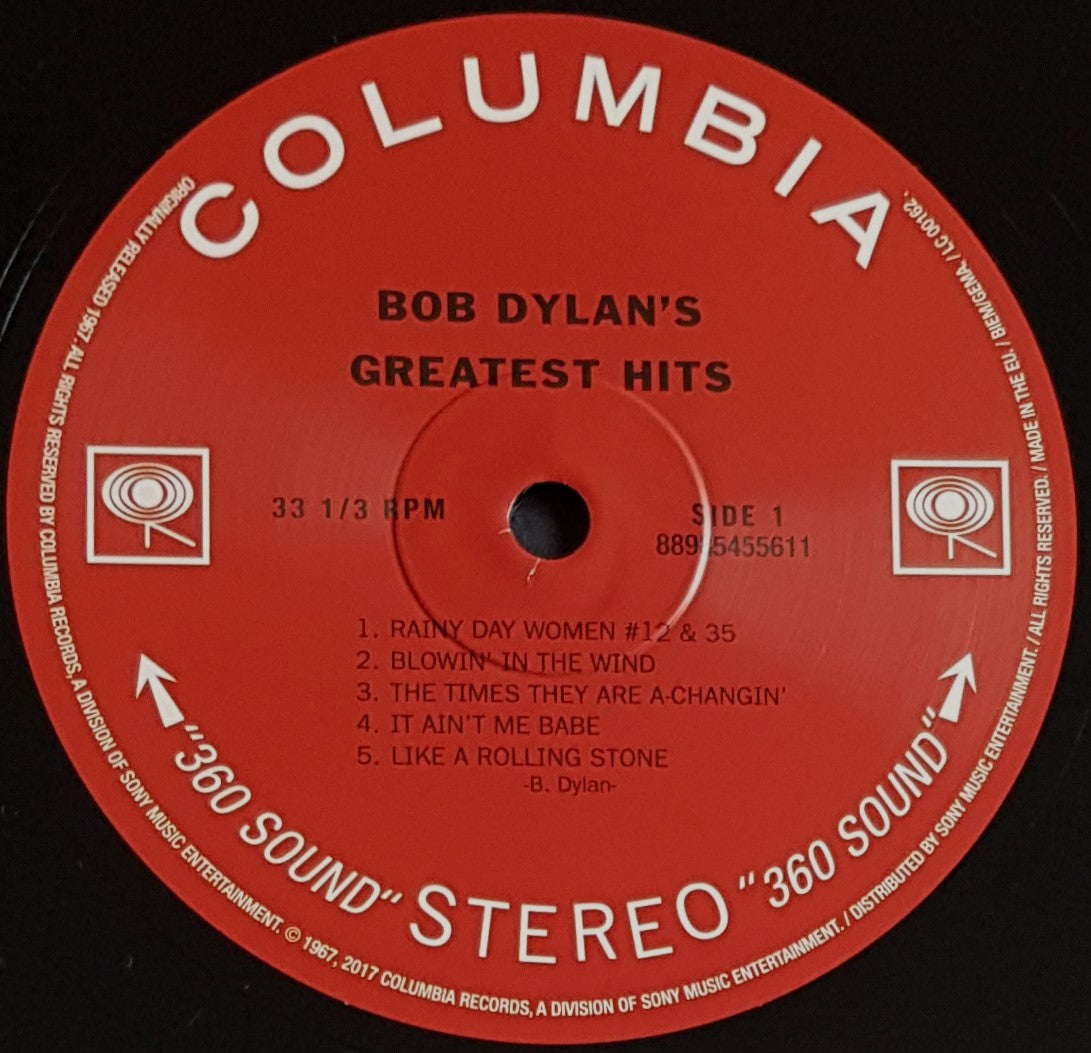 COLUMBIA
BOB DYLAN'S
GREATEST HITS
33 1/3 RPM
SIDE 1
1. RAINY DAY WOMEN #12 & 35
2. BLOWIN' IN THE WIND
3. THE TIMES THEY ARE A-CHANGIN'
4. IT AIN'T ME BABE
5. LIKE A ROLLING STONE
-B. Dylan-
"360 SOUND" STEREO "360 SOUND"
ORIGINALLY RELEASED 1967. ALL RIGHTS RESERVED BY COLUMBIA RECORDS, A DIVISION OF SONY MUSIC ENTERTAINMENT. © 1967, 2017 COLUMBIA RECORDS, A DIVISION OF SONY MUSIC ENTERTAINMENT. / DISTRIBUTED BY SONY MUSIC ENTERTAINMENT. / ALL RIGHTS RESERVED. / MADE IN THE EU. / BIEM/GEMA. / LC 00162.